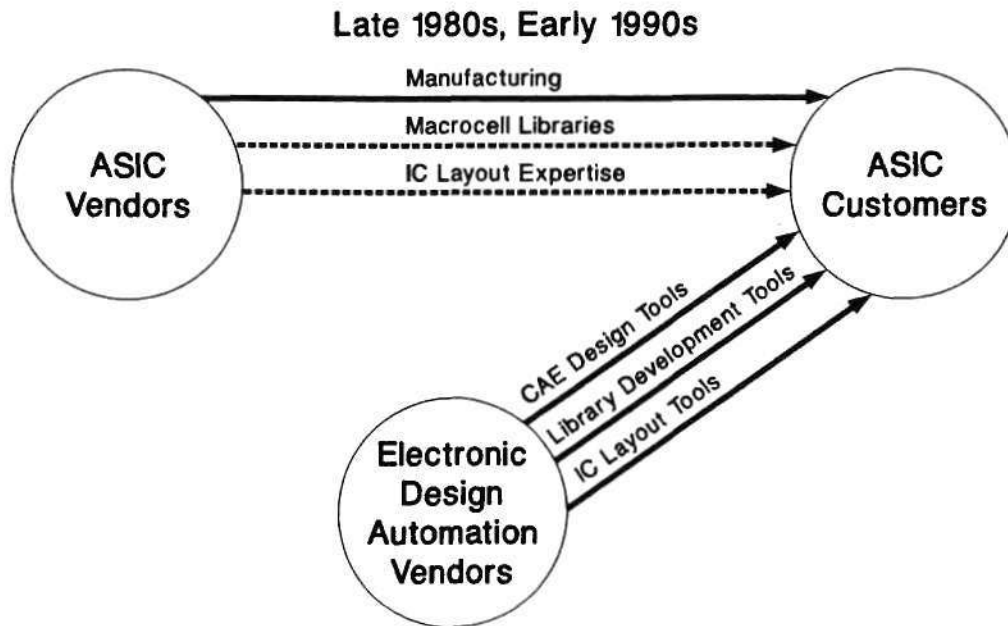 Late 1980s, Early 1990s
Manufacturing
Macrocell Libraries
IC Layout Expertise
ASIC
Vendors
ASIC
Customers
CAE Design Tools
Library Development Tools
IC Layout Tools
Electronic
Design
Automation
Vendors